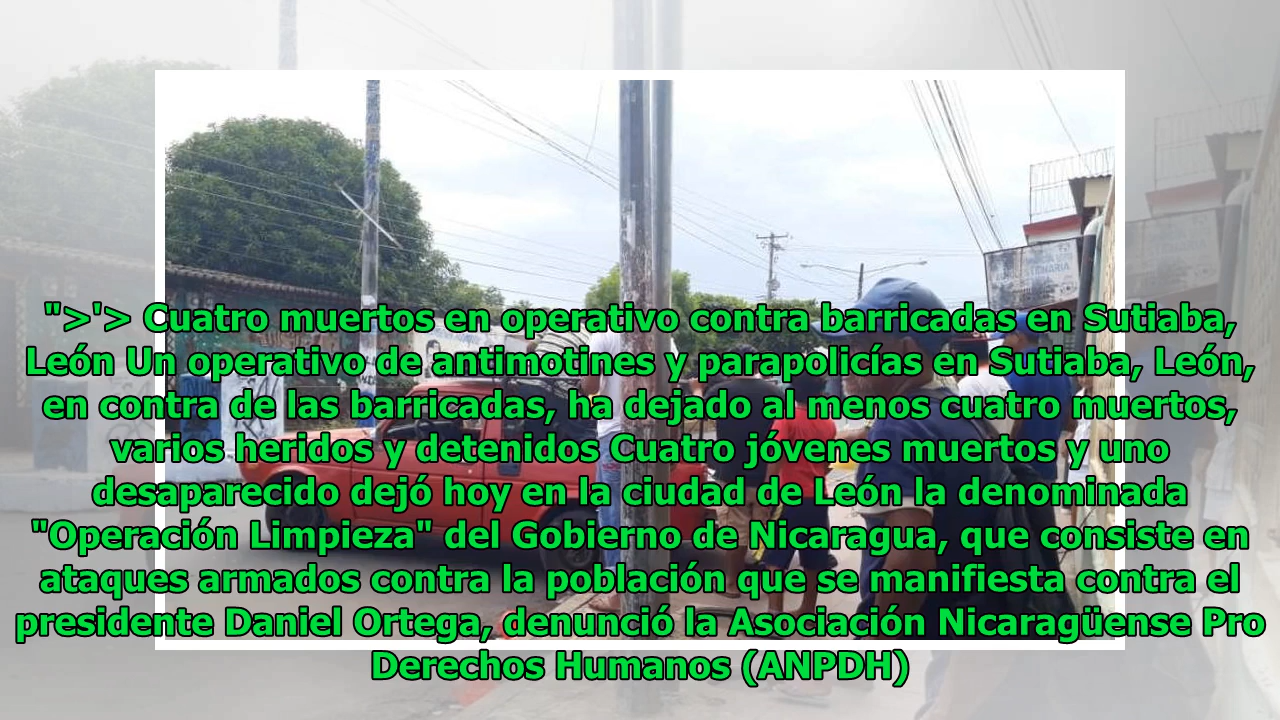 ">'> Cuatro muertos en operativo contra barricadas en Sutiaba,
León Un operativo de antimotines y parapolicías en Sutiaba, León,
en contra de las barricadas, ha dejado al menos cuatro muertos,
varios heridos y detenidos Cuatro jóvenes muertos y uno
desaparecido dejó hoy en la ciudad de León la denominada
"Operación Limpieza" del Gobierno de Nicaragua, que consiste en
ataques armados contra la población que se manifiesta contra el
presidente Daniel Ortega, denunció la Asociación Nicaragüense Pro
Derechos Humanos (ANPDH)